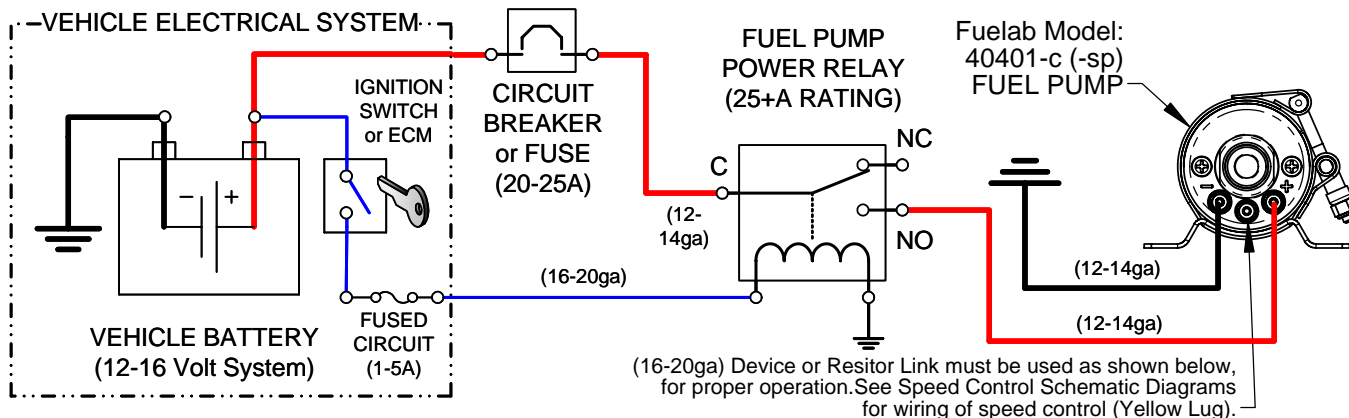 VEHICLE ELECTRICAL SYSTEM
IGNITION
SWITCH
or ECM
- +
VEHICLE BATTERY
(12-16 Volt System)
FUSED
CIRCUIT
(1-5A)
CIRCUIT
BREAKER
or FUSE
(20-25A)
(16-20ga)
FUEL PUMP
POWER RELAY
(25+A RATING)
C
NC
NO
(12-
14ga)
Fuelab Model:
40401-c (-sp)
FUEL PUMP
- +
(12-14ga)
(12-14ga)
(16-20ga) Device or Resitor Link must be used as shown below,
for proper operation.See Speed Control Schematic Diagrams
for wiring of speed control (Yellow Lug).